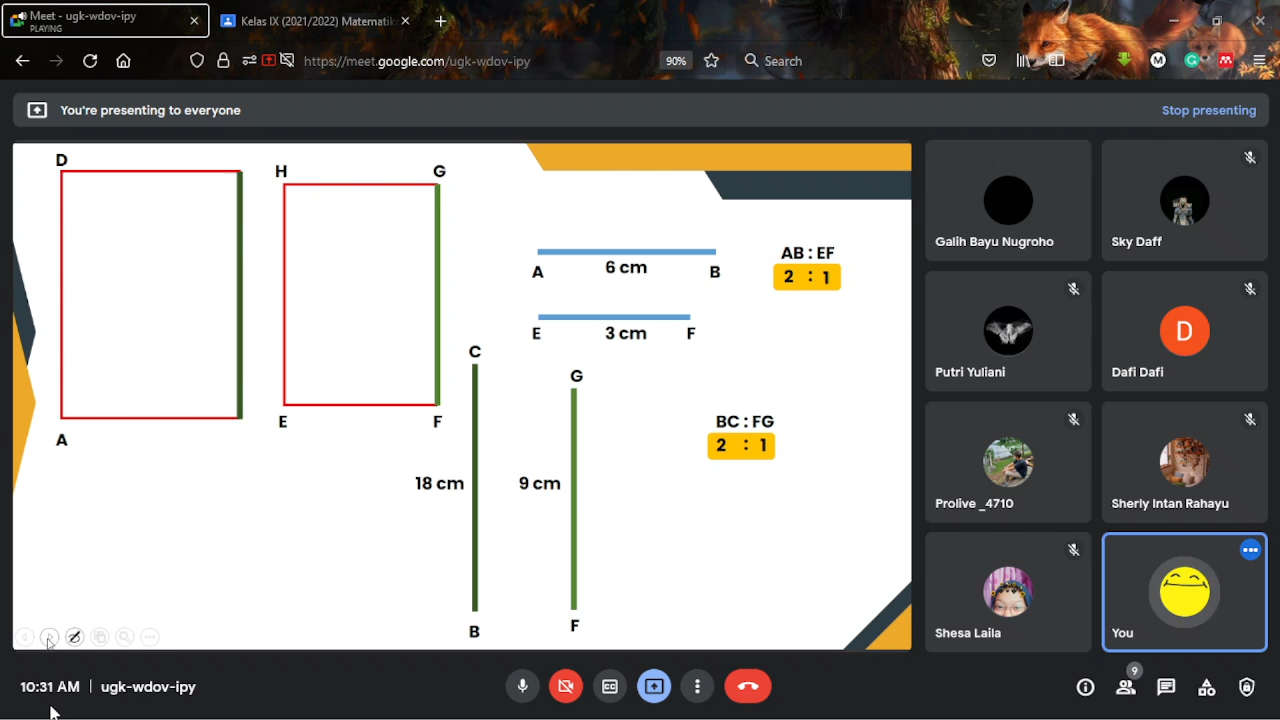 Meet - ugk-wdov-ipy
PLAYING
Kelas IX (2021/2022) Matematik
https://meet.google.com/ugk-wdov-ipy
90%
Search
You're presenting to everyone
Stop presenting
D
H
G
A
E
F
A
6 cm
B
E
3 cm
F
AB : EF
2 : 1
C
18 cm
B
G
9 cm
F
BC : FG
2 : 1
Galih Bayu Nugroho
Sky Daff
Putri Yuliani
D
Dafi Dafi
Prolive _4710
Sherly Intan Rahayu
Shesa Laila
You
10:31 AM
ugk-wdov-ipy
CC
9